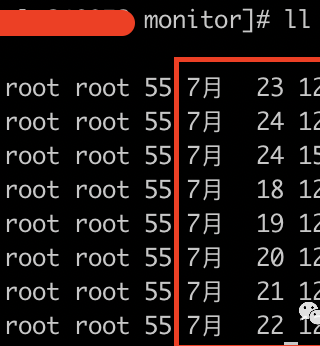 monitor]# ll
root root 55 7月 23 12
root root 55 7月 24 12
root root 55 7月 24 15
root root 55 7月 18 12
root root 55 7月 19 12
root root 55 7月 20 12
root root 55 7月 21 12
root root 55 7月 22 12